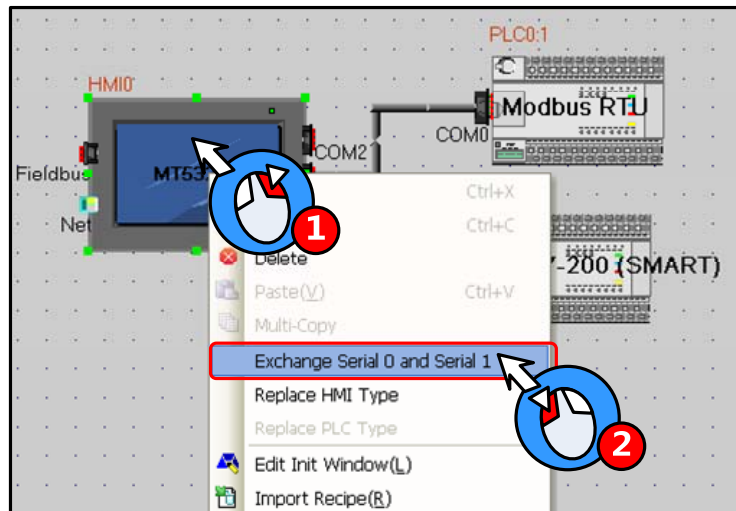 PLC0:1
HMI0
Modbus RTU
COM0
COM2
Fieldbus
MT53
Net
1
Ctrl+X
Ctrl+C
Delete
-200 (SMART)
Paste(V)
Ctrl+V
Multi-Copy
Exchange Serial 0 and Serial 1
Replace HMI Type
Replace PLC Type
2
Edit Init Window(L)
Import Recipe(R)